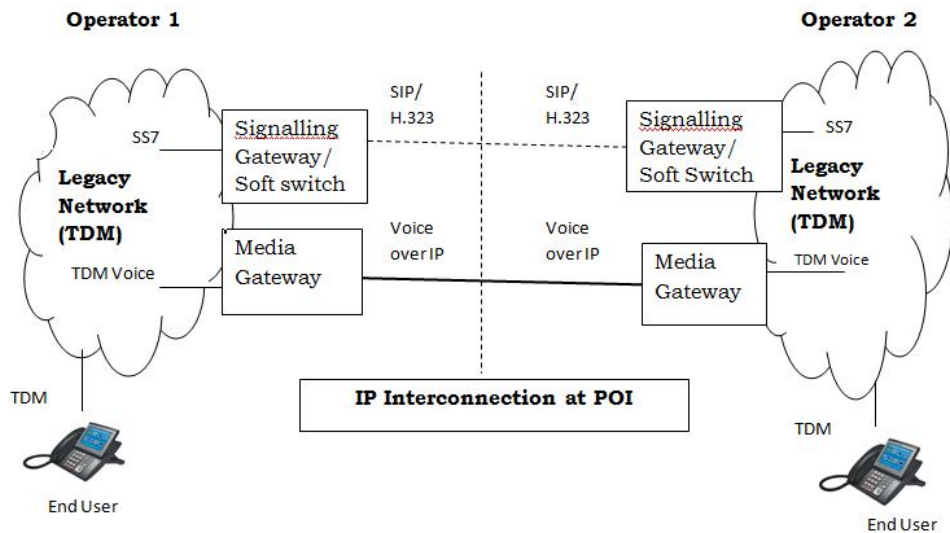 Operator 1
Operator 2
SIP/
H.323
SIP/
H.323
SS7
Signalling
Gateway/
Soft switch
Signalling
Gateway/
Soft Switch
SS7
Legacy
Network
(TDM)
Legacy
Network
(TDM)
Voice
over IP
Voice
over IP
TDM Voice
Media
Gateway
Media
Gateway
TDM Voice
IP Interconnection at POI
TDM
TDM
End User
End User